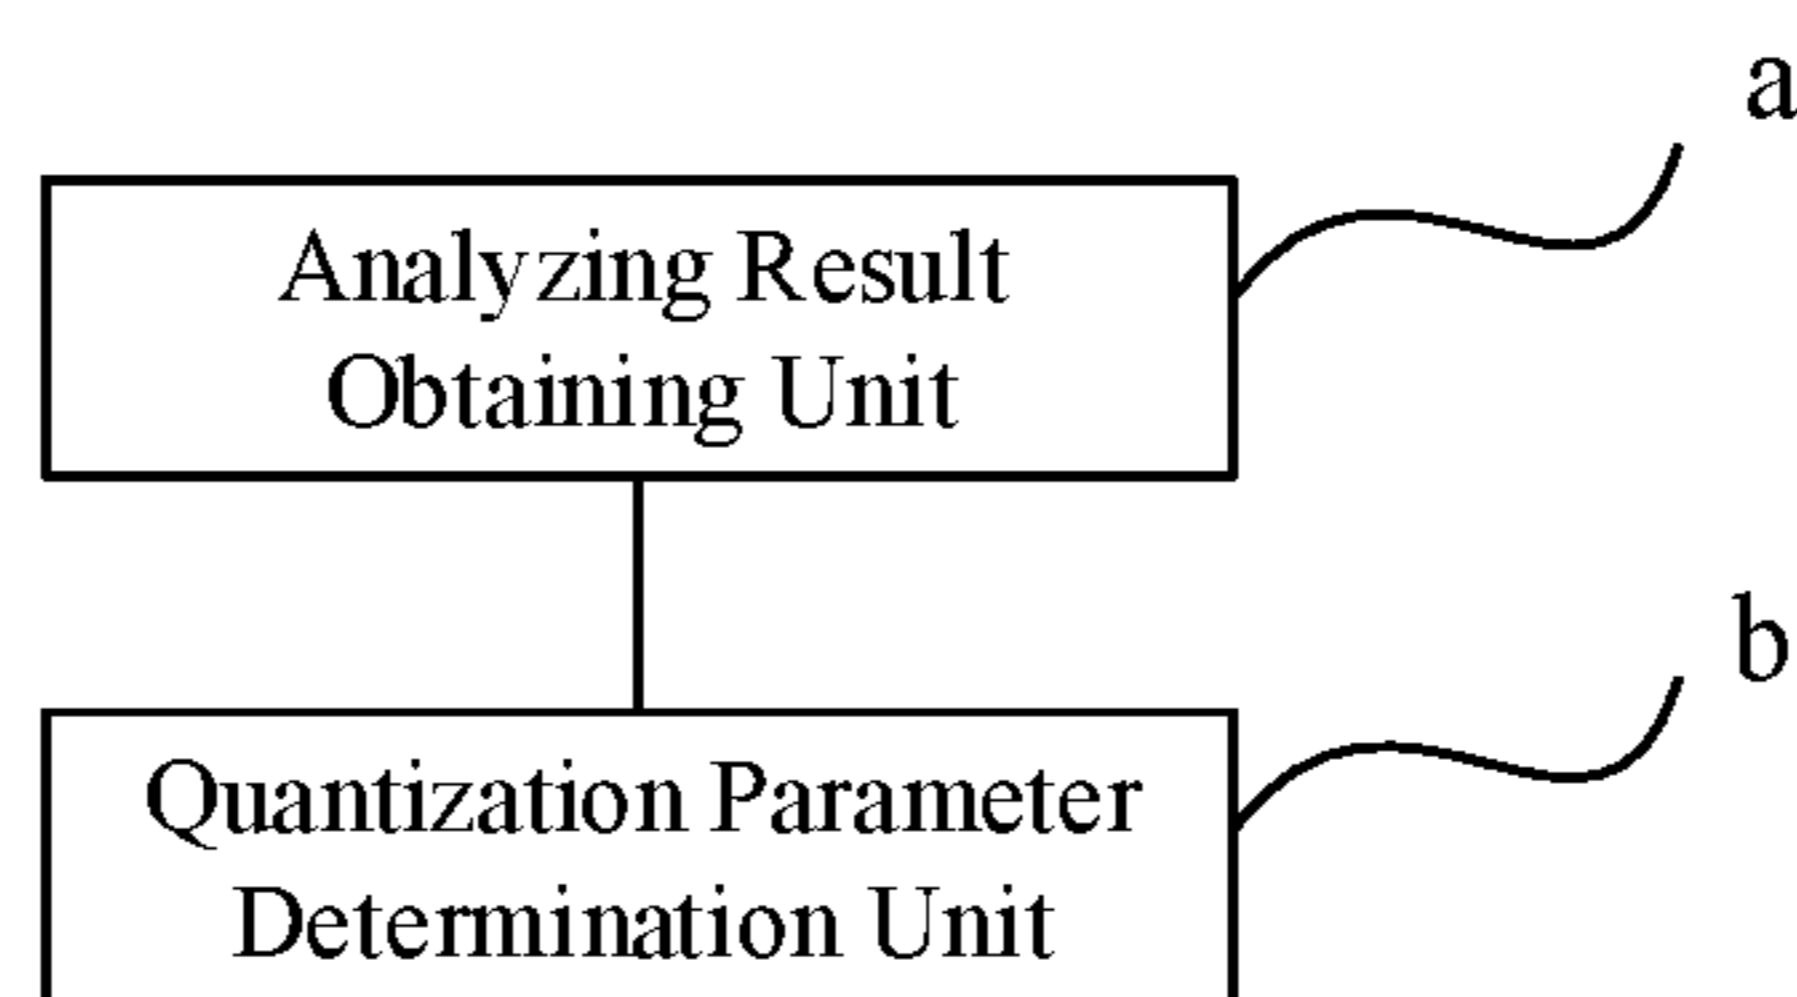 a
Analyzing Result
Obtaining Unit
b
Quantization Parameter
Determination Unit